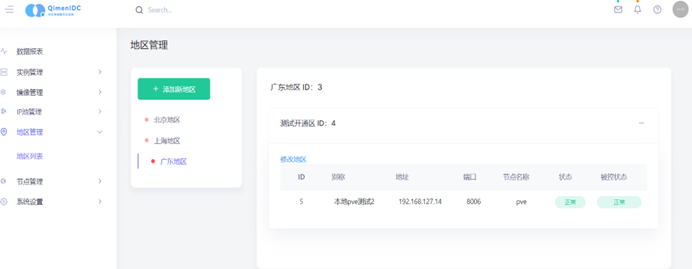 QimenIDC
Search...
地区管理
数据报表
实例管理
镜像管理
IP池管理
地区管理
地区列表
节点管理
系统设置
+ 添加新地区
北京地区
上海地区
广东地区
广东地区 ID：3
测试开通区 ID：4
修改地区
ID 别称 地址 端口 节点名称 状态 被控状态
5 本地pve测试2 192.168.127.14 8006 pve 正常 正常